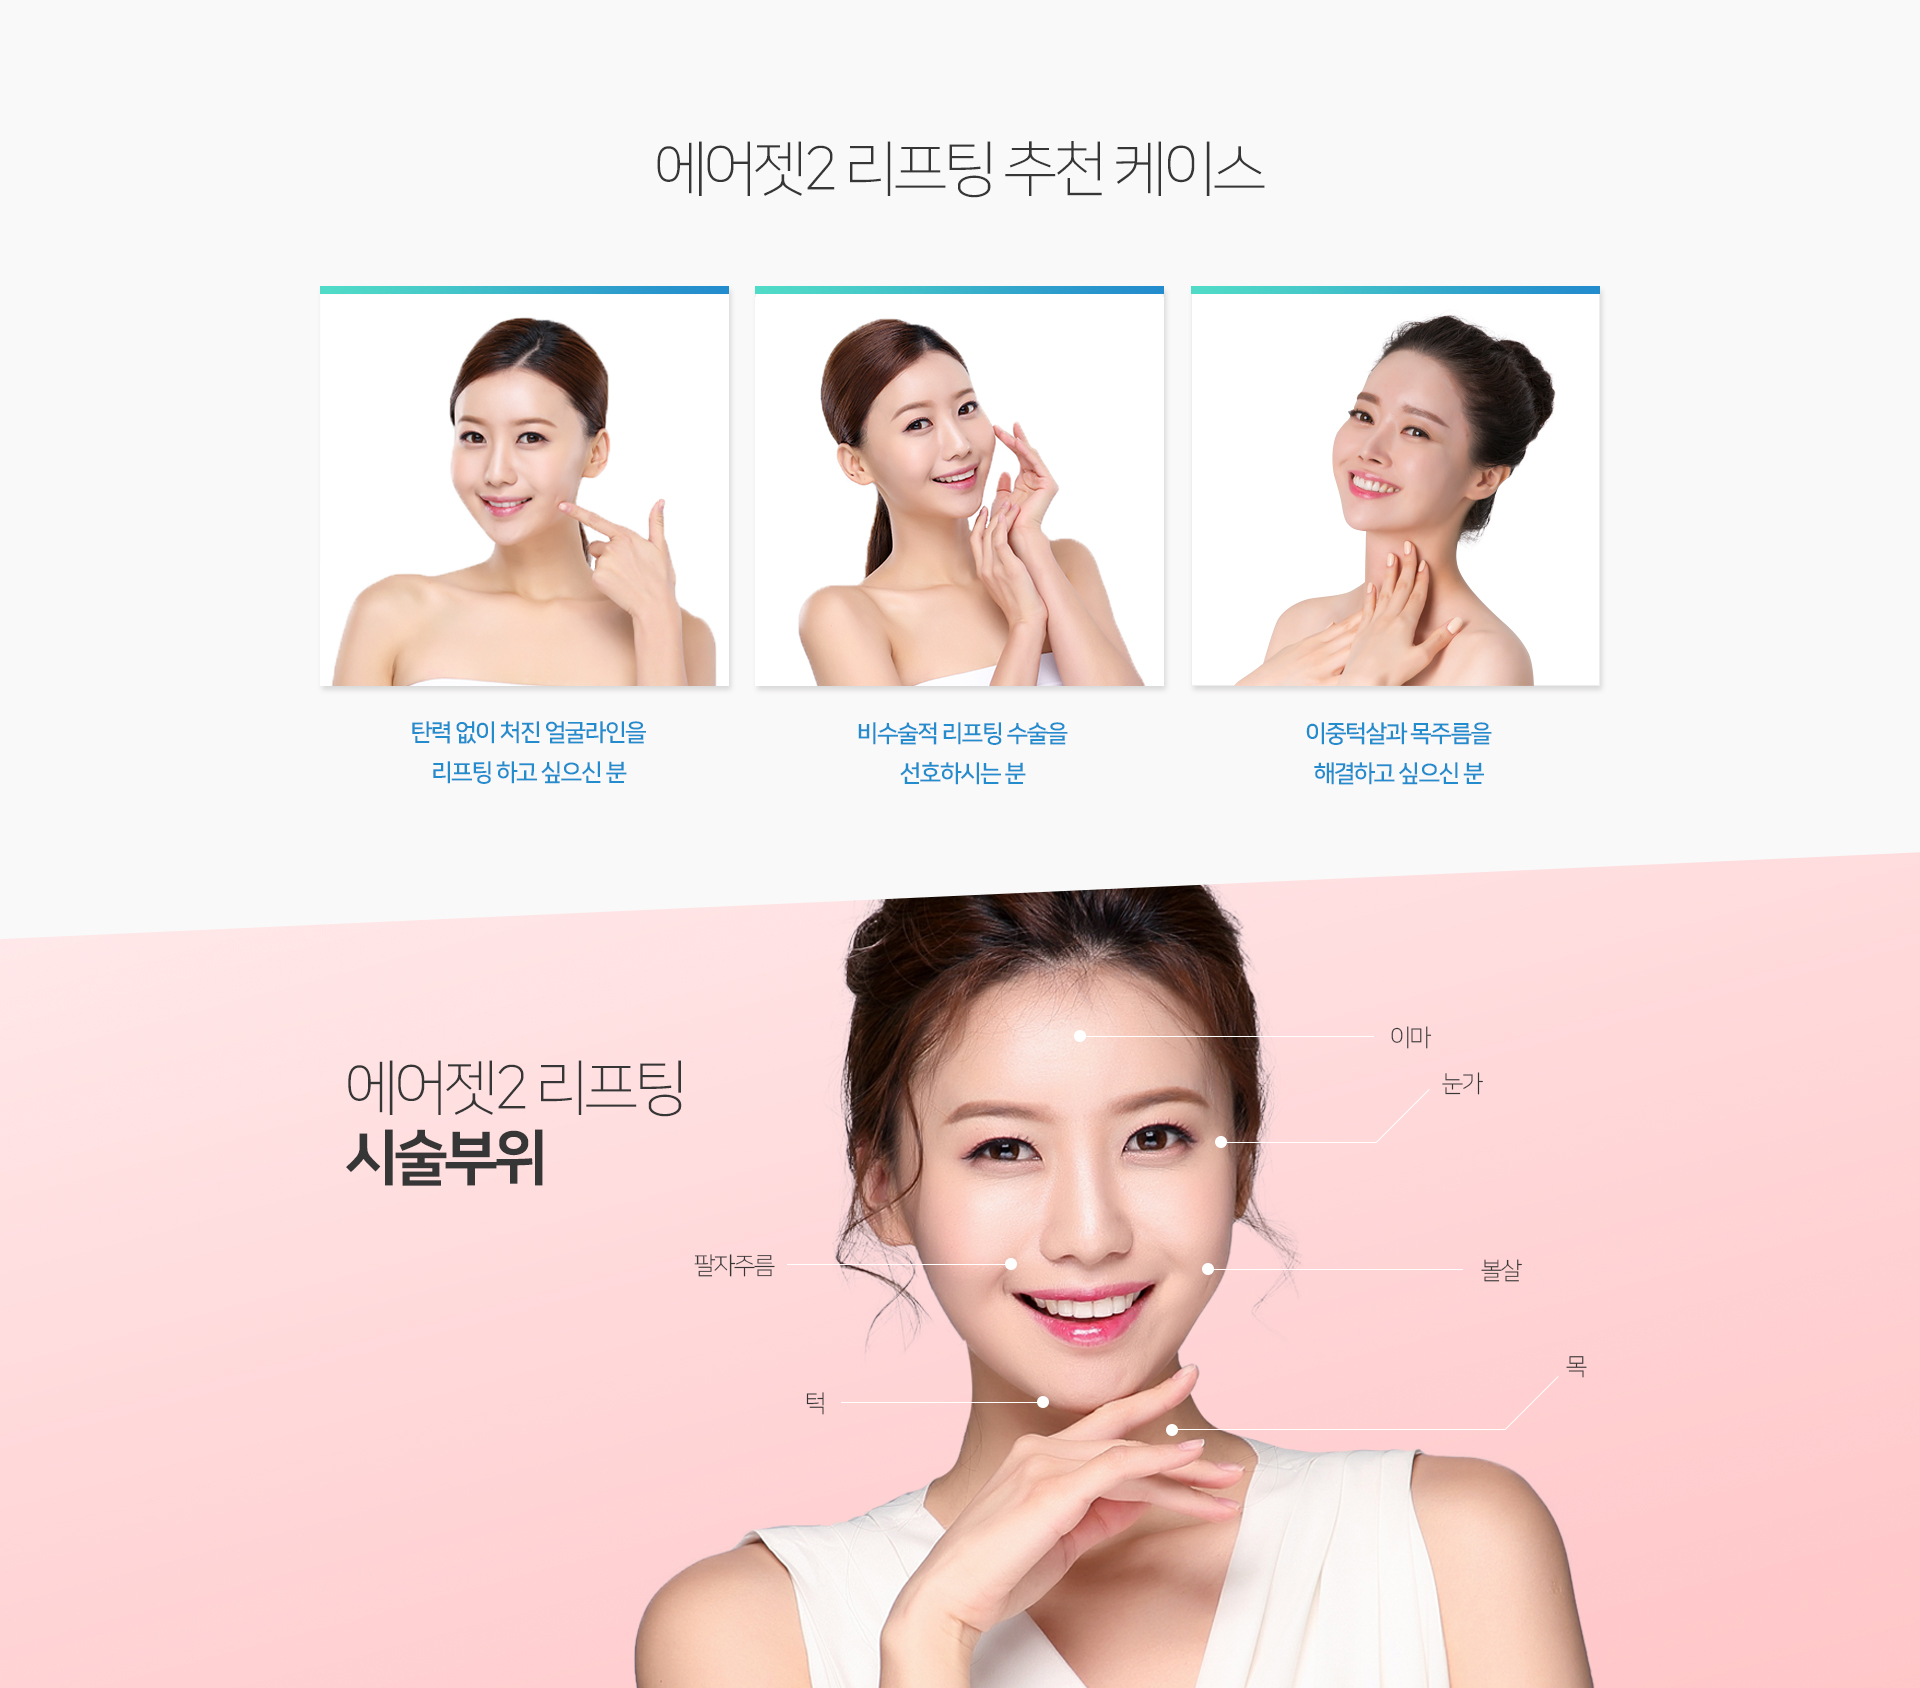 에어젯2 리프팅 추천 케이스
탄력 없이 처진 얼굴라인을
리프팅 하고 싶으신 분
비수술적 리프팅 수술을
선호하시는 분
이중턱살과 목주름을
해결하고 싶으신 분
에어젯2 리프팅
시술부위
이마
눈가
팔자주름
볼살
목
턱